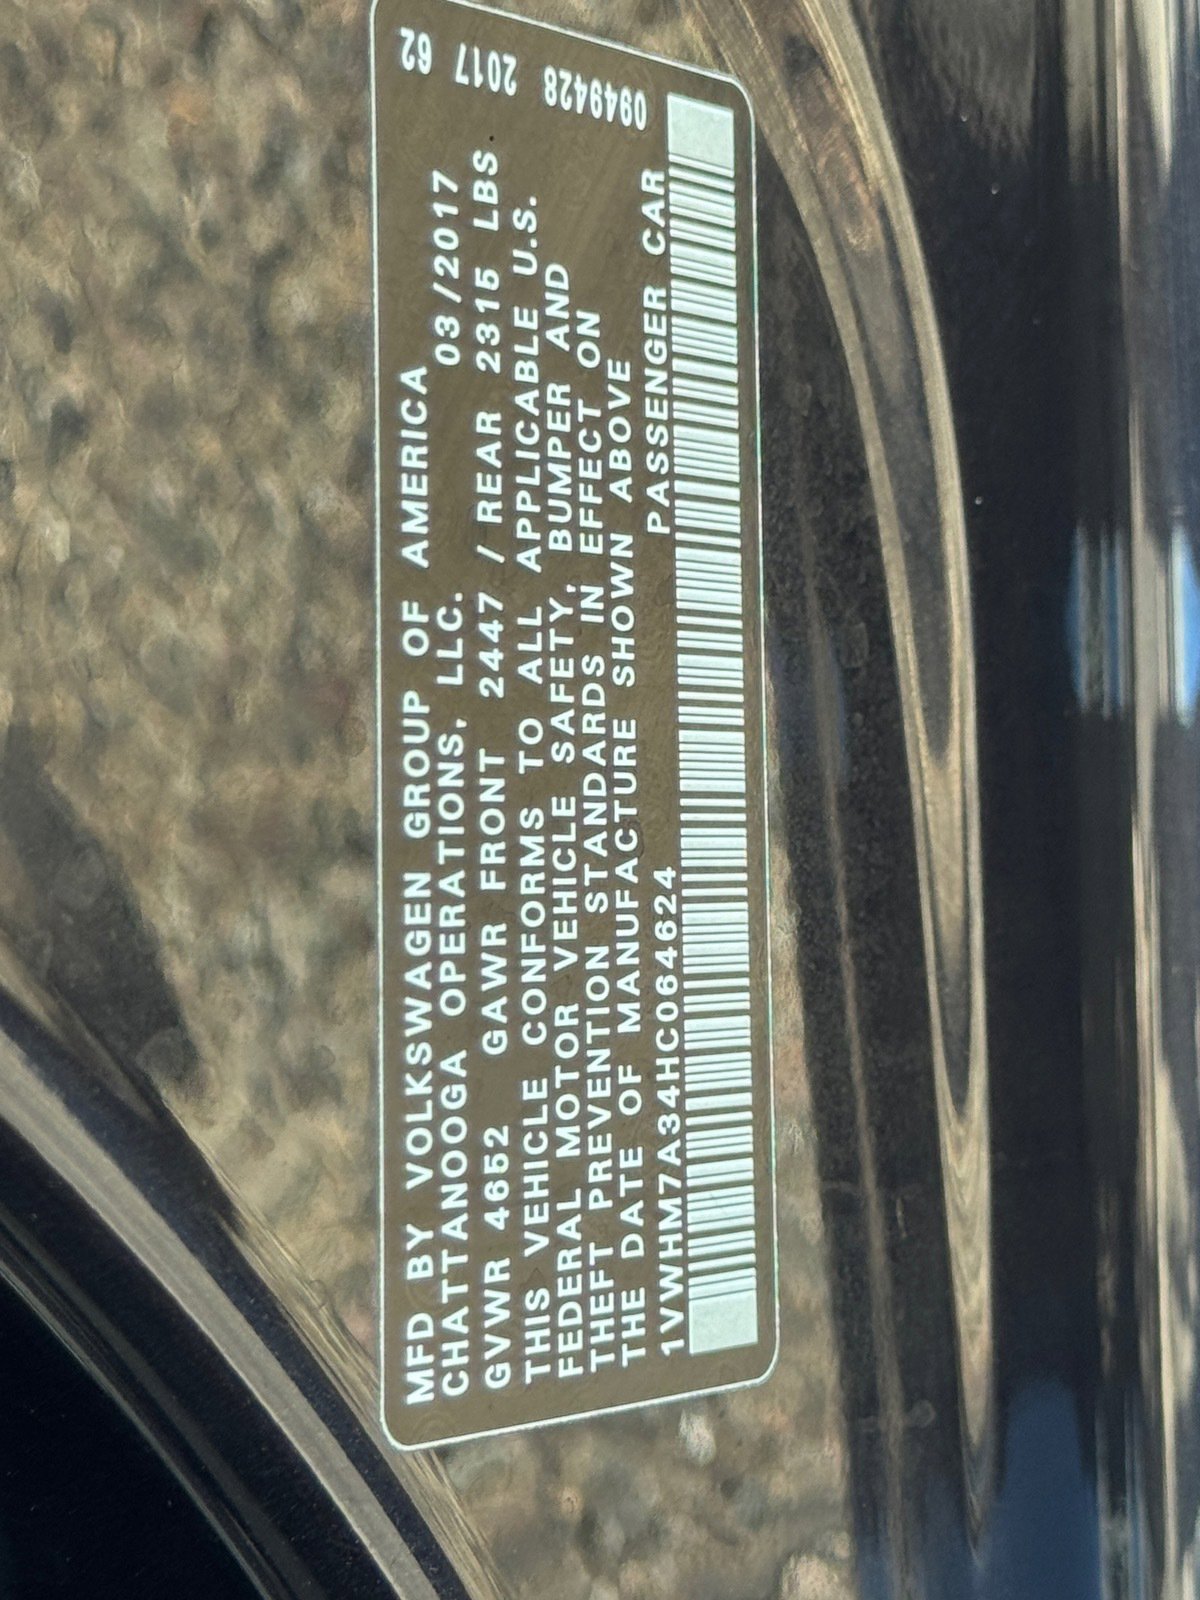 MFD BY VOLKSWAGEN GROUP OF AMERICA
CHATTANOOGA OPERATIONS, LLC. 03/2017
GVWR 4652 GAWR FRONT 2447 / REAR 2315 LBS
THIS VEHICLE CONFORMS TO ALL APPLICABLE U.S.
FEDERAL MOTOR VEHICLE SAFETY, BUMPER AND
THEFT PREVENTION STANDARDS IN EFFECT ON
THE DATE OF MANUFACTURE SHOWN ABOVE
1VWHM7A34HC064624 PASSENGER CAR
0949428 2017 62